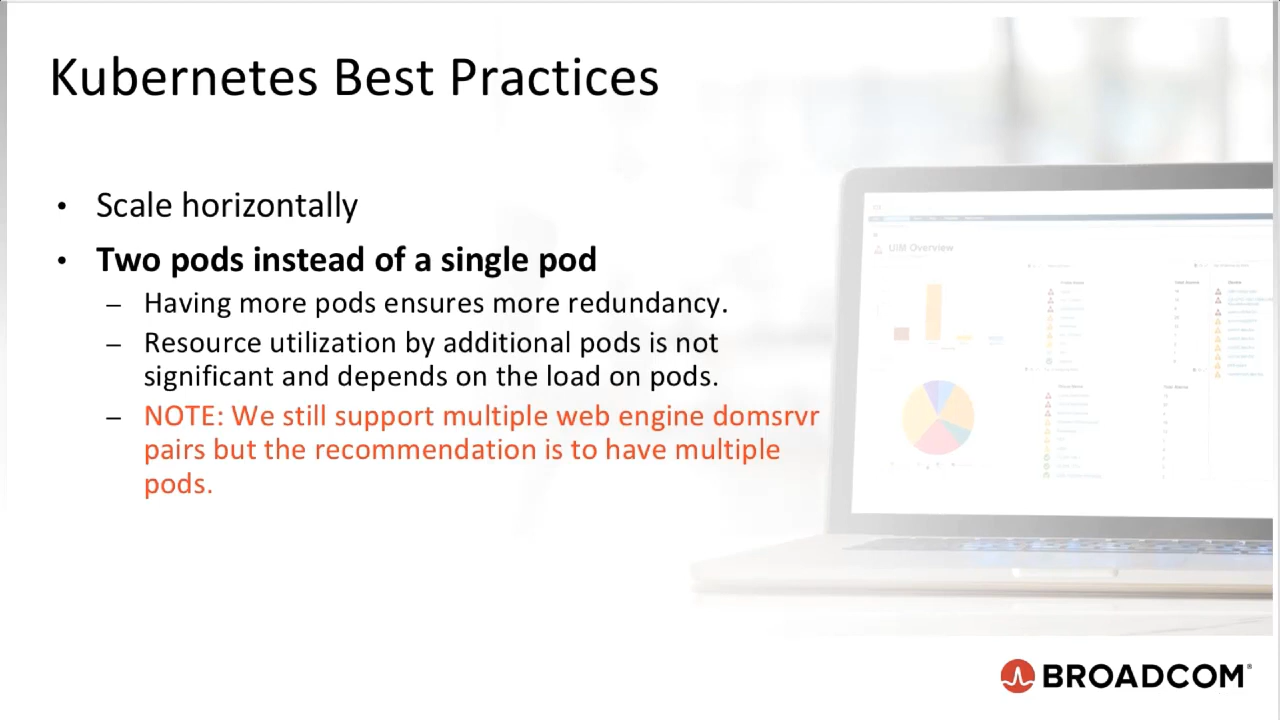 Kubernetes Best Practices
• Scale horizontally
• Two pods instead of a single pod
– Having more pods ensures more redundancy.
– Resource utilization by additional pods is not
significant and depends on the load on pods.
– NOTE: We still support multiple web engine domsrvr
pairs but the recommendation is to have multiple
pods.
UIM Overview
BROADCOM®